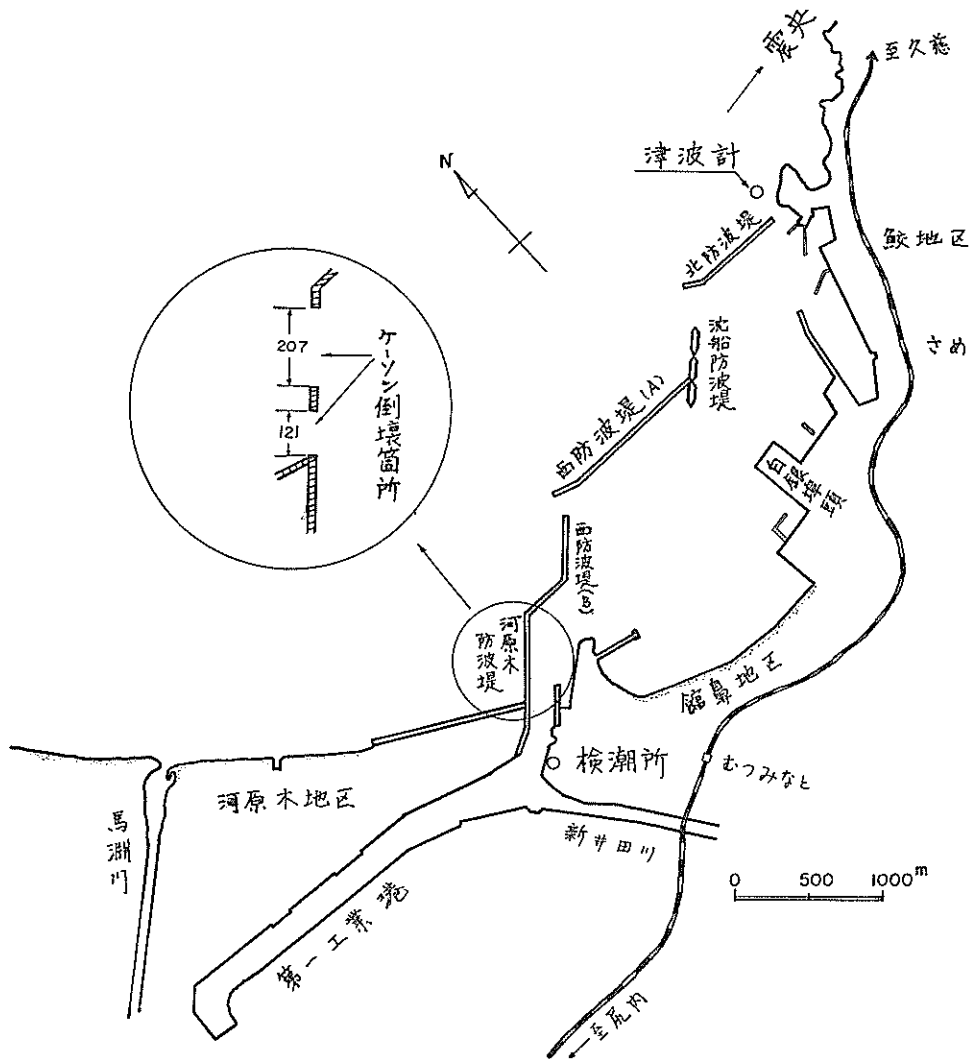 震央
至久慈
津波計
N
北防波堤
鮫地区
さめ
沈船防波堤
西防波堤(A)
207
121
ケーソン倒壊箇所
白銀埠頭
西防波堤(B)
河原木
防波堤
館鼻地区
検潮所
むつみなと
河原木地区
馬淵川
新井田川
0 500 1000m
第一工業港
至尻内